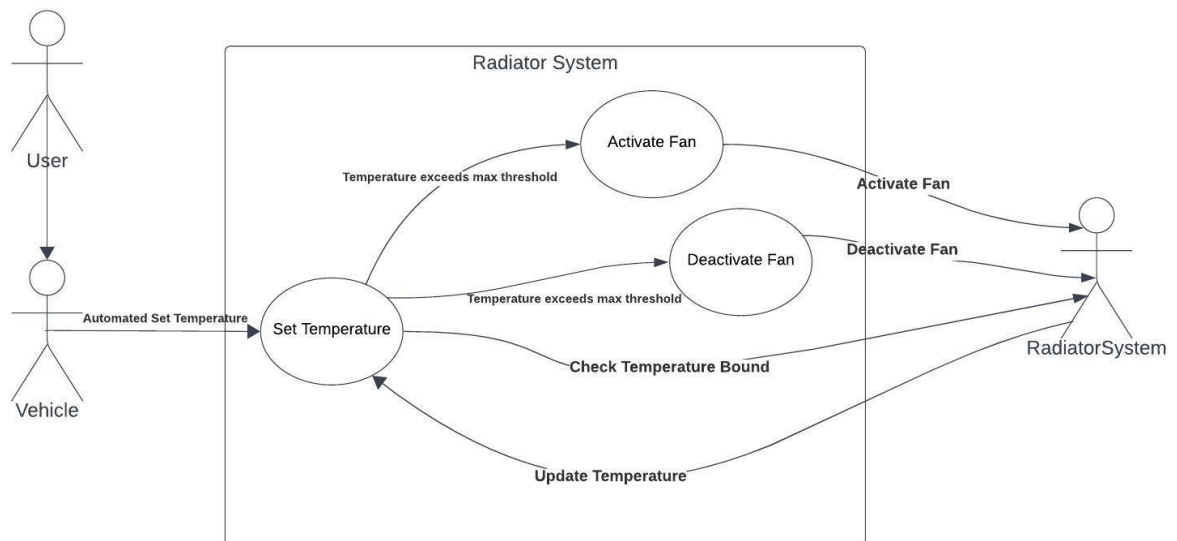 Radiator System
Activate Fan
Temperature exceeds max threshold
Activate Fan
User
Deactivate Fan
Deactivate Fan
Temperature exceeds max threshold
Automated Set Temperature
Set Temperature
RadiatorSystem
Check Temperature Bound
Vehicle
Update Temperature